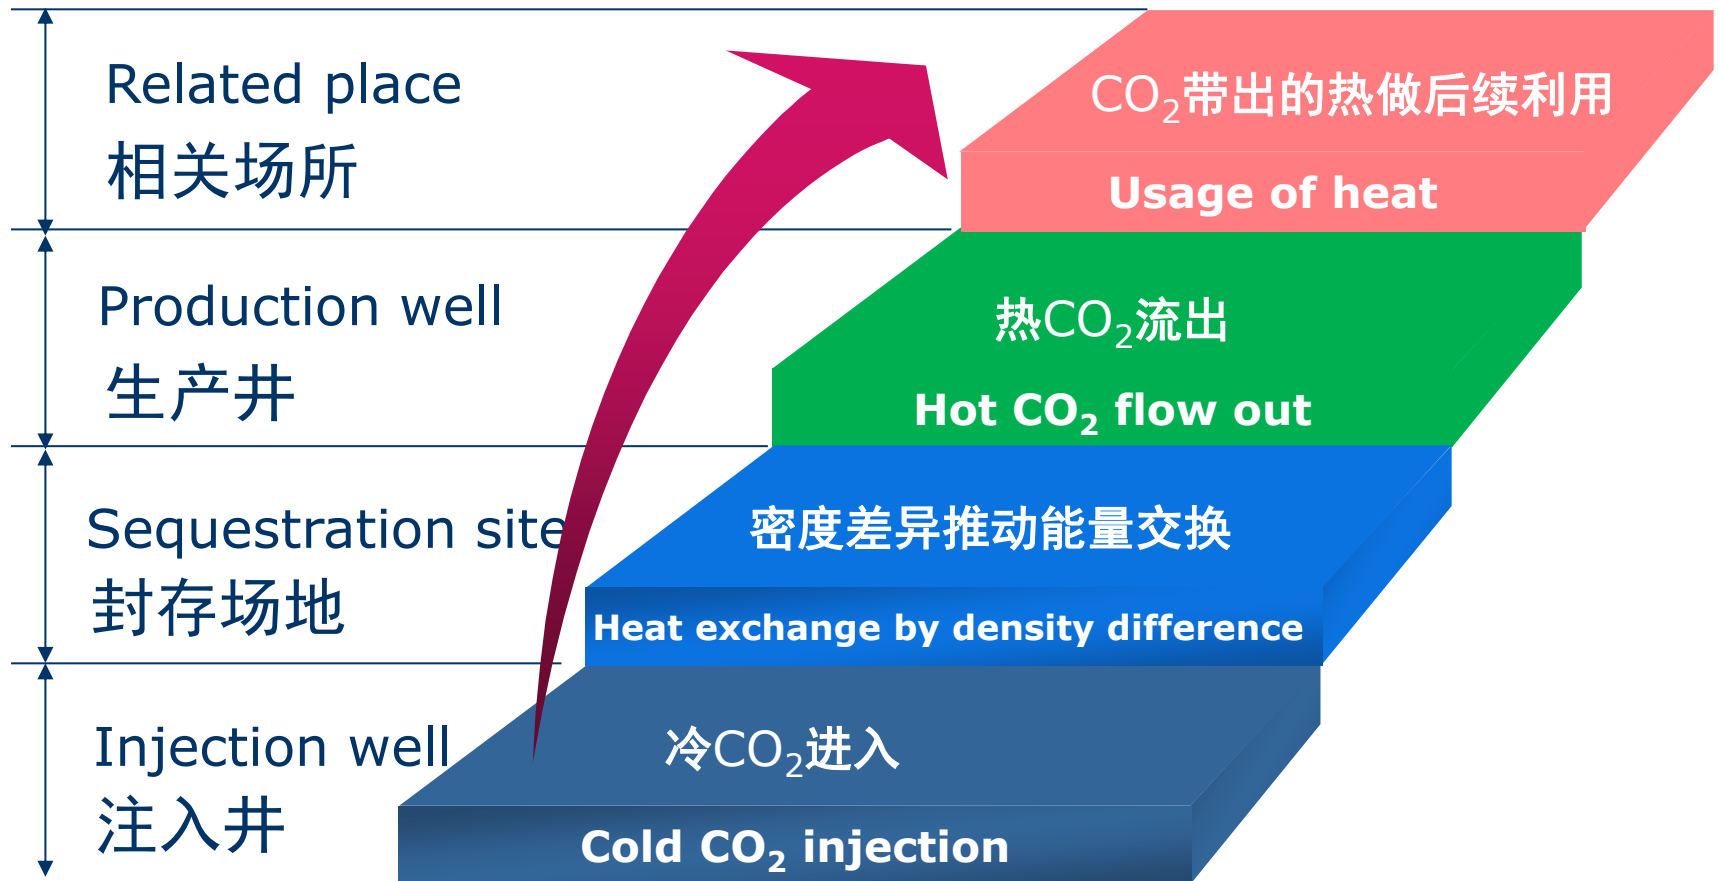 Related place
相关场所
CO₂带出的热做后续利用
Usage of heat
Production well
生产井
热CO₂流出
Hot CO₂ flow out
Sequestration site
封存场地
密度差异推动能量交换
Heat exchange by density difference
Injection well
注入井
冷CO₂进入
Cold CO₂ injection